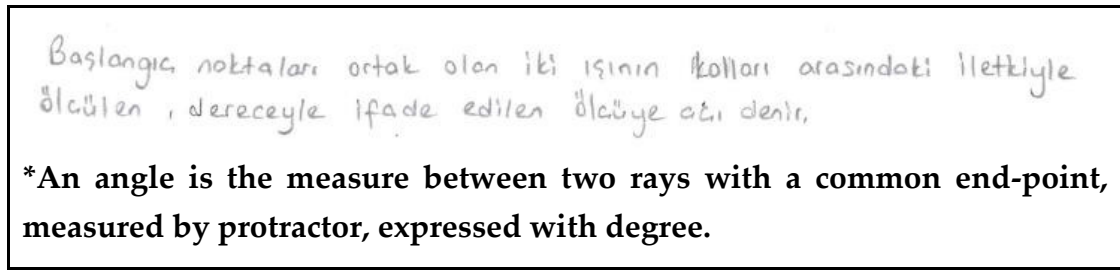 Başlangıç noktaları ortak olan iki ışının kolları arasındaki iletkiyle
ölçülen, dereceyle ifade edilen ölçüye açı denir.
*An angle is the measure between two rays with a common end-point,
measured by protractor, expressed with degree.